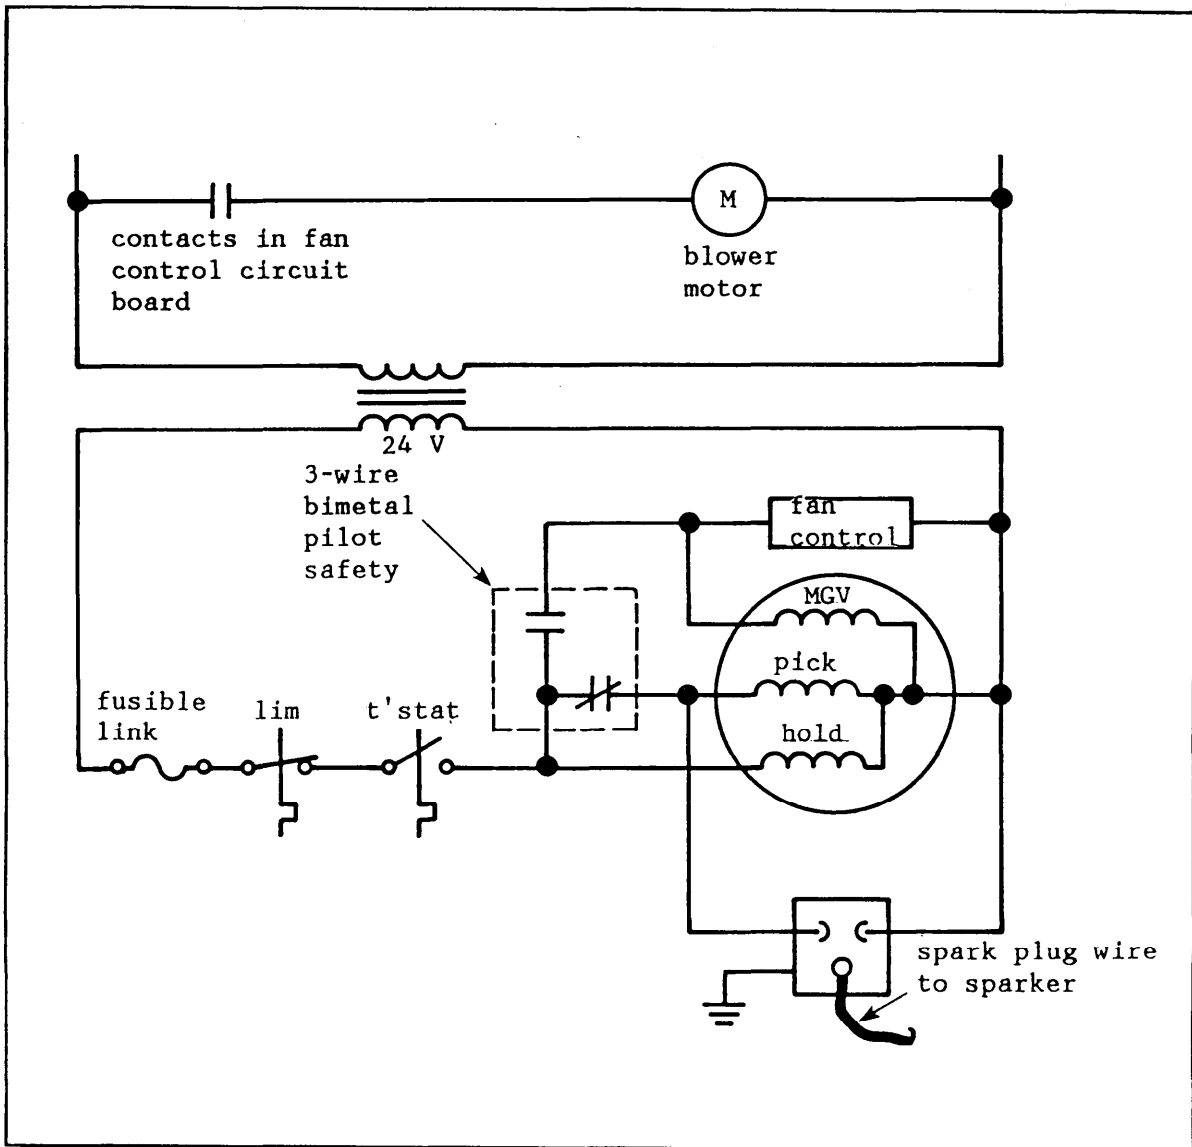 M
contacts in fan
control circuit
board
blower
motor
24 V
3-wire
bimetal
pilot
safety
fan
control
MGV
pick
hold
fusible
link
lim
t'stat
spark plug wire
to sparker